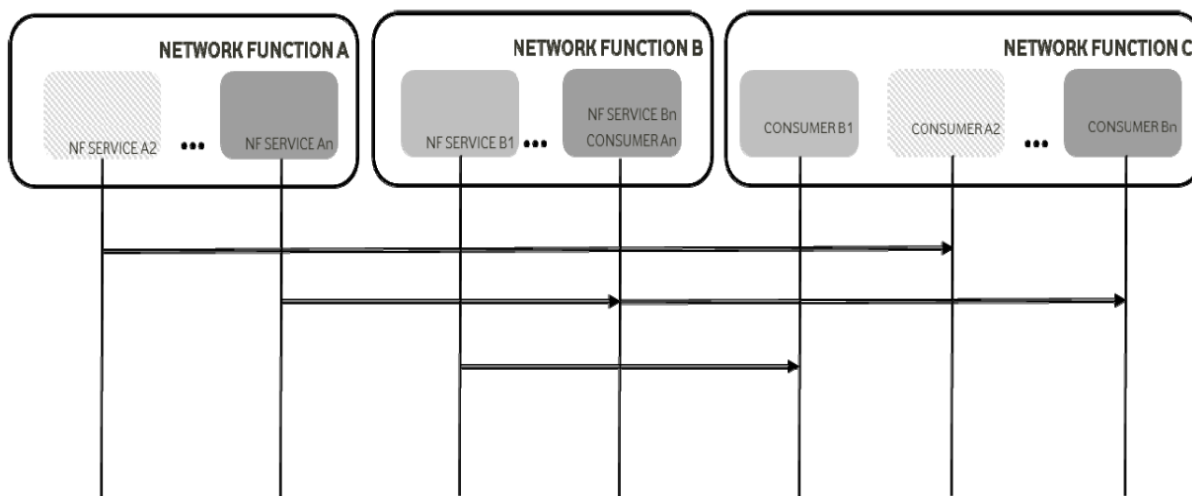 NETWORK FUNCTION A
NF SERVICE A2
...
NF SERVICE An
NETWORK FUNCTION B
NF SERVICE B1
...
NF SERVICE Bn
CONSUMER An
NETWORK FUNCTION C
CONSUMER B1
CONSUMER A2
...
CONSUMER Bn